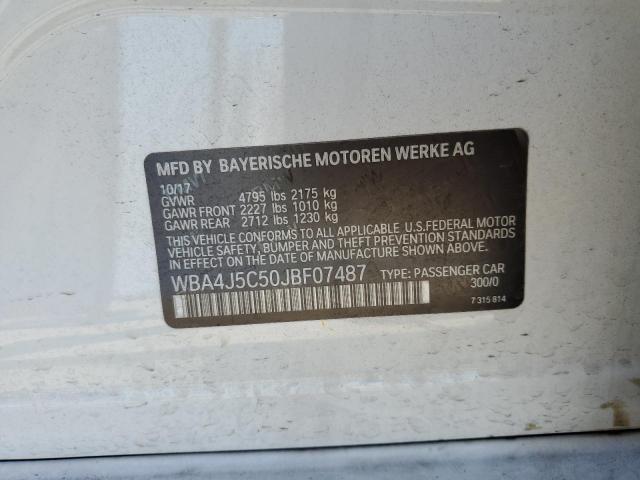 MFD BY BAYERISCHE MOTOREN WERKE AG
10/17
GVWR 4795 lbs 2175 kg
GAWR FRONT 2227 lbs 1010 kg
GAWR REAR 2712 lbs 1230 kg
THIS VEHICLE CONFORMS TO ALL APPLICABLE U.S.FEDERAL MOTOR
VEHICLE SAFETY, BUMPER AND THEFT PREVENTION STANDARDS
IN EFFECT ON THE DATE OF MANUFACTURE SHOWN ABOVE.
WBA4J5C50JBF07487 TYPE: PASSENGER CAR
300/0
7 315 814